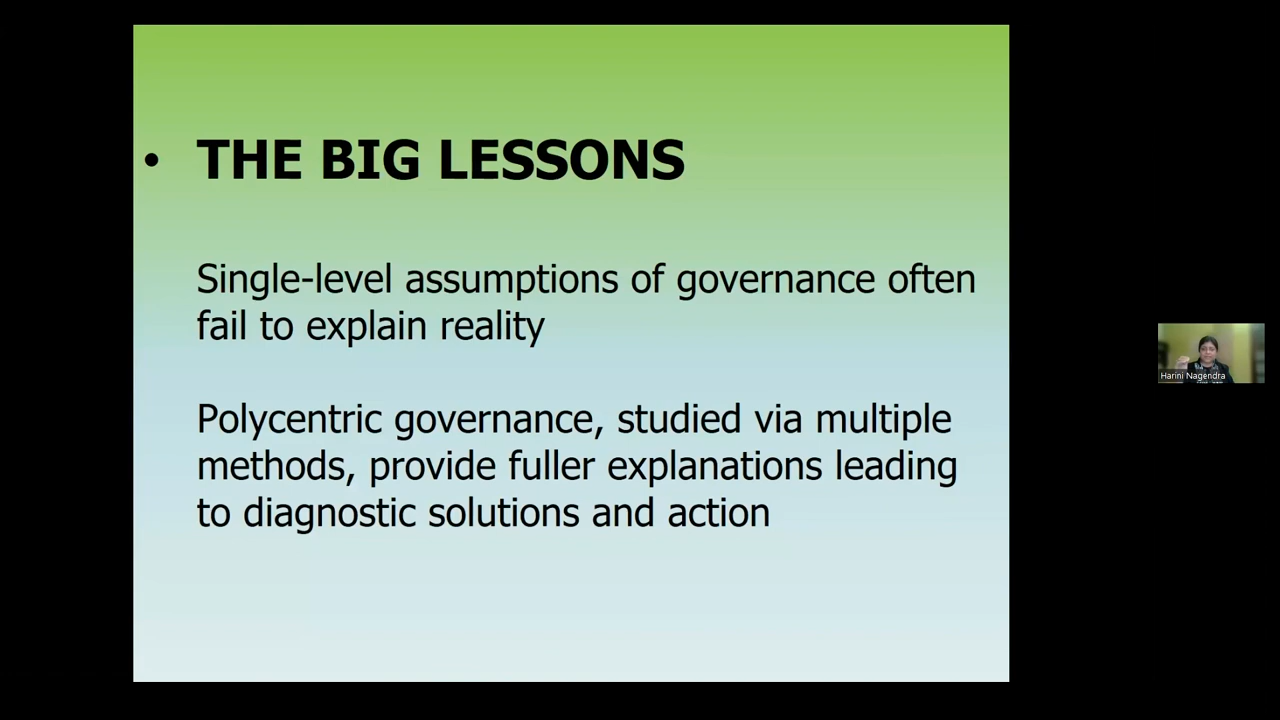 • THE BIG LESSONS
Single-level assumptions of governance often
fail to explain reality
Polycentric governance, studied via multiple
methods, provide fuller explanations leading
to diagnostic solutions and action
Harini Nagendra